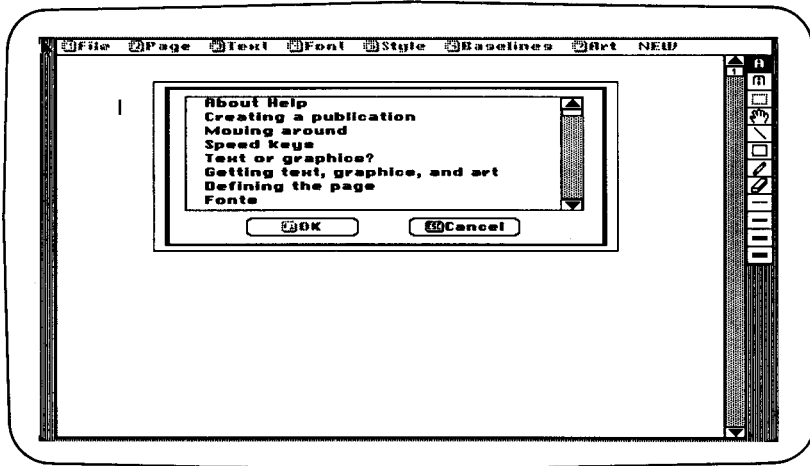 File Page Text Font Style Baselines Art NEW
1
A
About Help
Creating a publication
Moving around
Speed keys
Text or graphics?
Getting text, graphics, and art
Defining the page
Fonts
OK Cancel